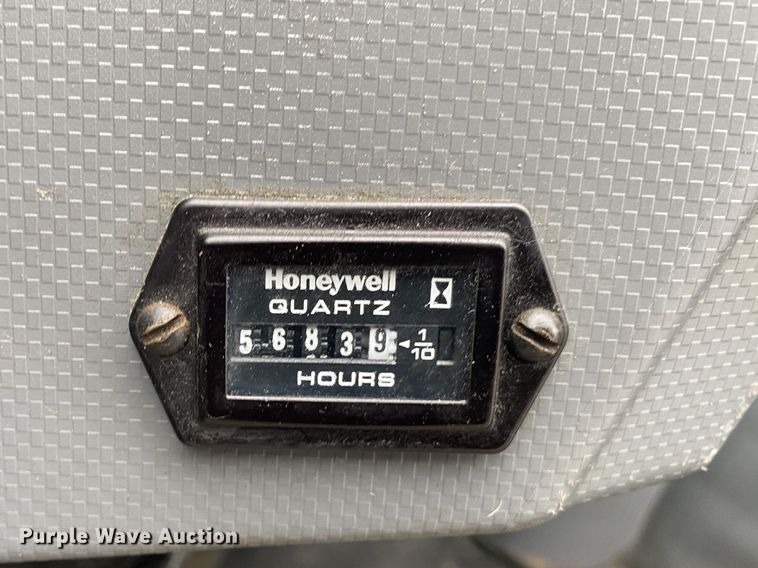 Honeywell
QUARTZ
5 6 8 3 9 ◄ 1/10
HOURS
Purple Wave Auction